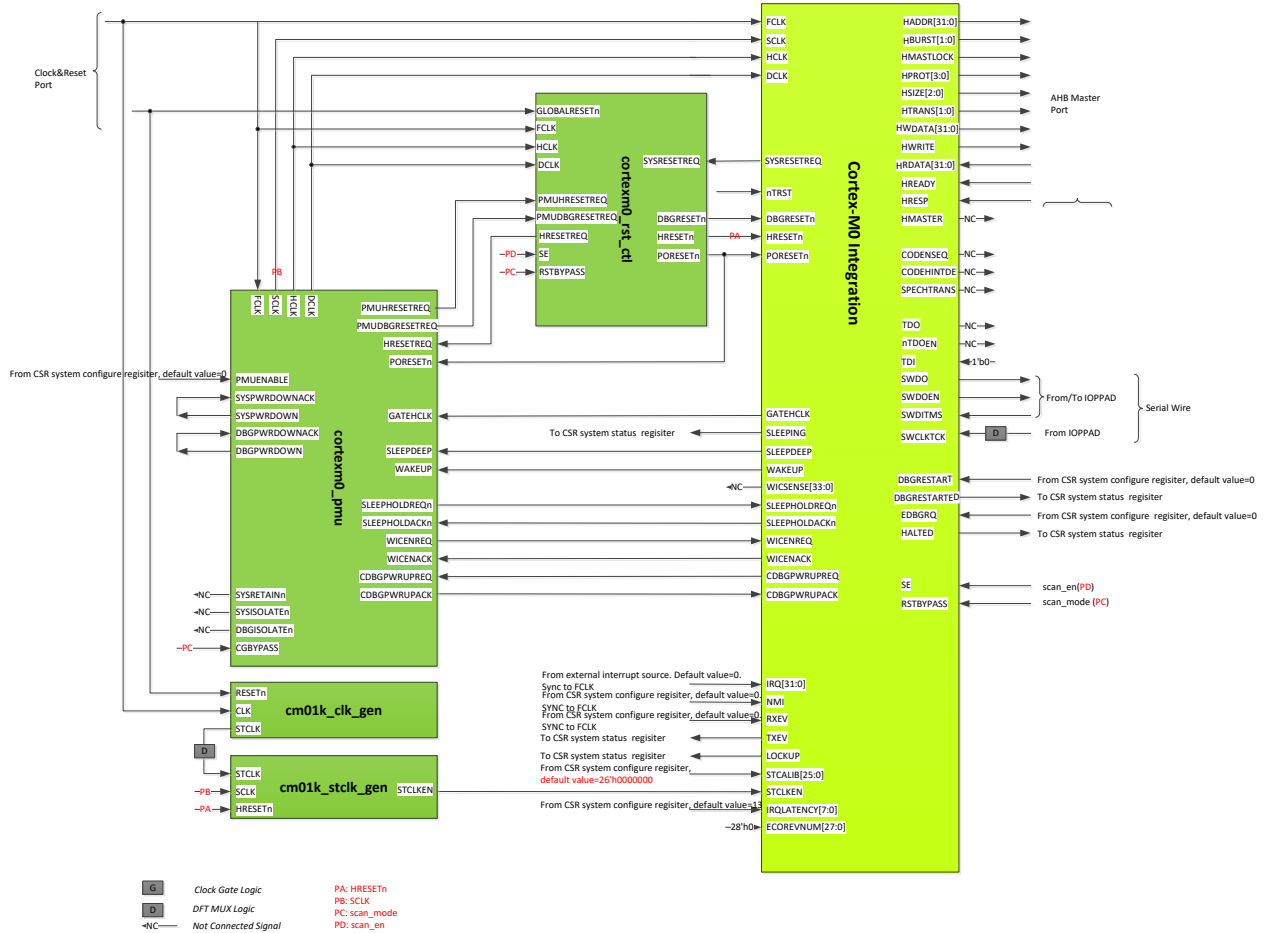 Clock&Reset
Port
FCLK
SCLK
HCLK
DCLK
SYSRESETREQ
nTRST
DBGRESETn
PA
HRESETn
PORESETn
GATEHCLK
SLEEPING
SLEEPDEEP
WAKEUP
WICSENSE[33:0]
SLEEPHOLDREQn
SLEEPHOLDACKn
WICENREQ
WICENACK
CDBGPWRUPREQ
CDBGPWRUPACK
IRQ[31:0]
NMI
RXEV
TXEV
LOCKUP
STCALIB[25:0]
STCLKEN
IRQLATENCY[7:0]
ECOREVNUM[27:0]
Cortex-M0 Integration
HADDR[31:0]
HBURST[1:0]
HMASTLOCK
HPROT[3:0]
HSIZE[2:0]
HTRANS[1:0]
HWDATA[31:0]
HWRITE
HRDATA[31:0]
HREADY
HRESP
HMASTER
NC
CODENSEQ
NC
CODEHINTDE
NC
SPECHTRANS
NC
TDO
NC
nTDOEN
NC
TDI
1'b0
SWDO
SWDOEN
SWDITMS
SWCLKTCK
D
DBGRESTART
DBGRESTARTED
EDBGRQ
HALTED
SE
RSTBYPASS
AHB Master
Port
From/To IOPPAD
From IOPPAD
Serial Wire
From CSR system configure regisiter, default value=0
To CSR system status regisiter
From CSR system configure regisiter, default value=0
To CSR system status regisiter
scan_en(PD)
scan_mode (PC)
GLOBALRESETn
FCLK
HCLK
DCLK
PMUHRESETREQ
PMUDBGRESETREQ
HRESETREQ
PD
SE
PC
RSTBYPASS
cortexm0_rst_ctl
SYSRESETREQ
DBGRESETn
HRESETn
PORESETn
PB
FCLK
SCLK
HCLK
DCLK
From CSR system configure regisiter, default value=0
PMUENABLE
SYSPWRDOWNACK
SYSPWRDOWN
DBGPWRDOWNACK
DBGPWRDOWN
NC
SYSRETAINn
NC
SYSISOLATEn
NC
DBGISOLATEn
PC
CGBYPASS
cortexm0_pmu
PMUHRESETREQ
PMUDBGRESETREQ
HRESETREQ
PORESETn
GATEHCLK
SLEEPDEEP
WAKEUP
SLEEPHOLDREQn
SLEEPHOLDACKn
WICENREQ
WICENACK
CDBGPWRUPREQ
CDBGPWRUPACK
To CSR system status regisiter
NC
RESETn
CLK
STCLK
cm01k_clk_gen
D
STCLK
PB
SCLK
PA
HRESETn
cm01k_stclk_gen
STCLKEN
From external interrupt source. Default value=0.
Sync to FCLK
From CSR system configure regisiter, default value=0.
SYNC to FCLK
From CSR system configure regisiter, default value=0.
SYNC to FCLK
To CSR system status regisiter
To CSR system status regisiter
From CSR system configure regisiter,
default value=26'h0000000
From CSR system configure regisiter, default value=13
28'h0
G
Clock Gate Logic
D
DFT MUX Logic
NC
Not Connected Signal
PA: HRESETn
PB: SCLK
PC: scan_mode
PD: scan_en